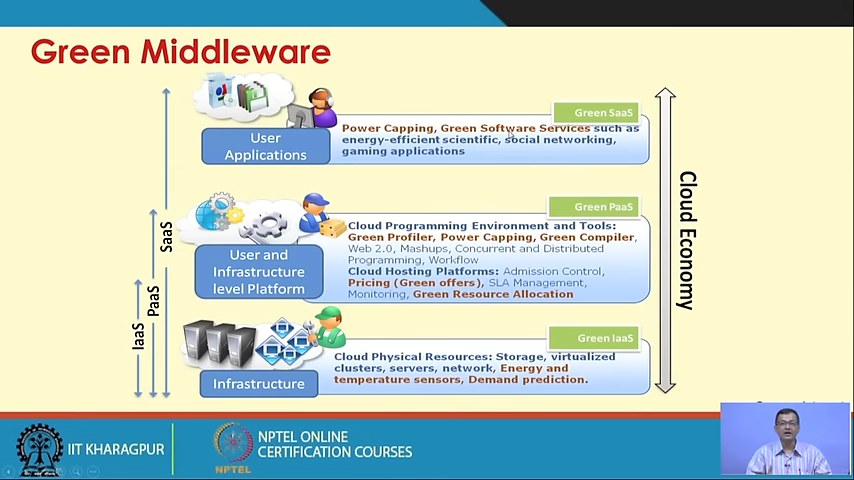 Green Middleware
Green SaaS
User
Applications
Power Capping, Green Software Services such as
energy-efficient scientific, social networking,
gaming applications
Green PaaS
User and
Infrastructure
level Platform
Cloud Programming Environment and Tools:
Green Profiler, Power Capping, Green Compiler,
Web 2.0, Mashups, Concurrent and Distributed
Programming, Workflow
Cloud Hosting Platforms: Admission Control,
Pricing (Green offers), SLA Management,
Monitoring, Green Resource Allocation
Green IaaS
Infrastructure
Cloud Physical Resources: Storage, virtualized
clusters, servers, network, Energy and
temperature sensors, Demand prediction.
IaaS
PaaS
SaaS
Cloud Economy
IIT KHARAGPUR
NPTEL
NPTEL ONLINE
CERTIFICATION COURSES